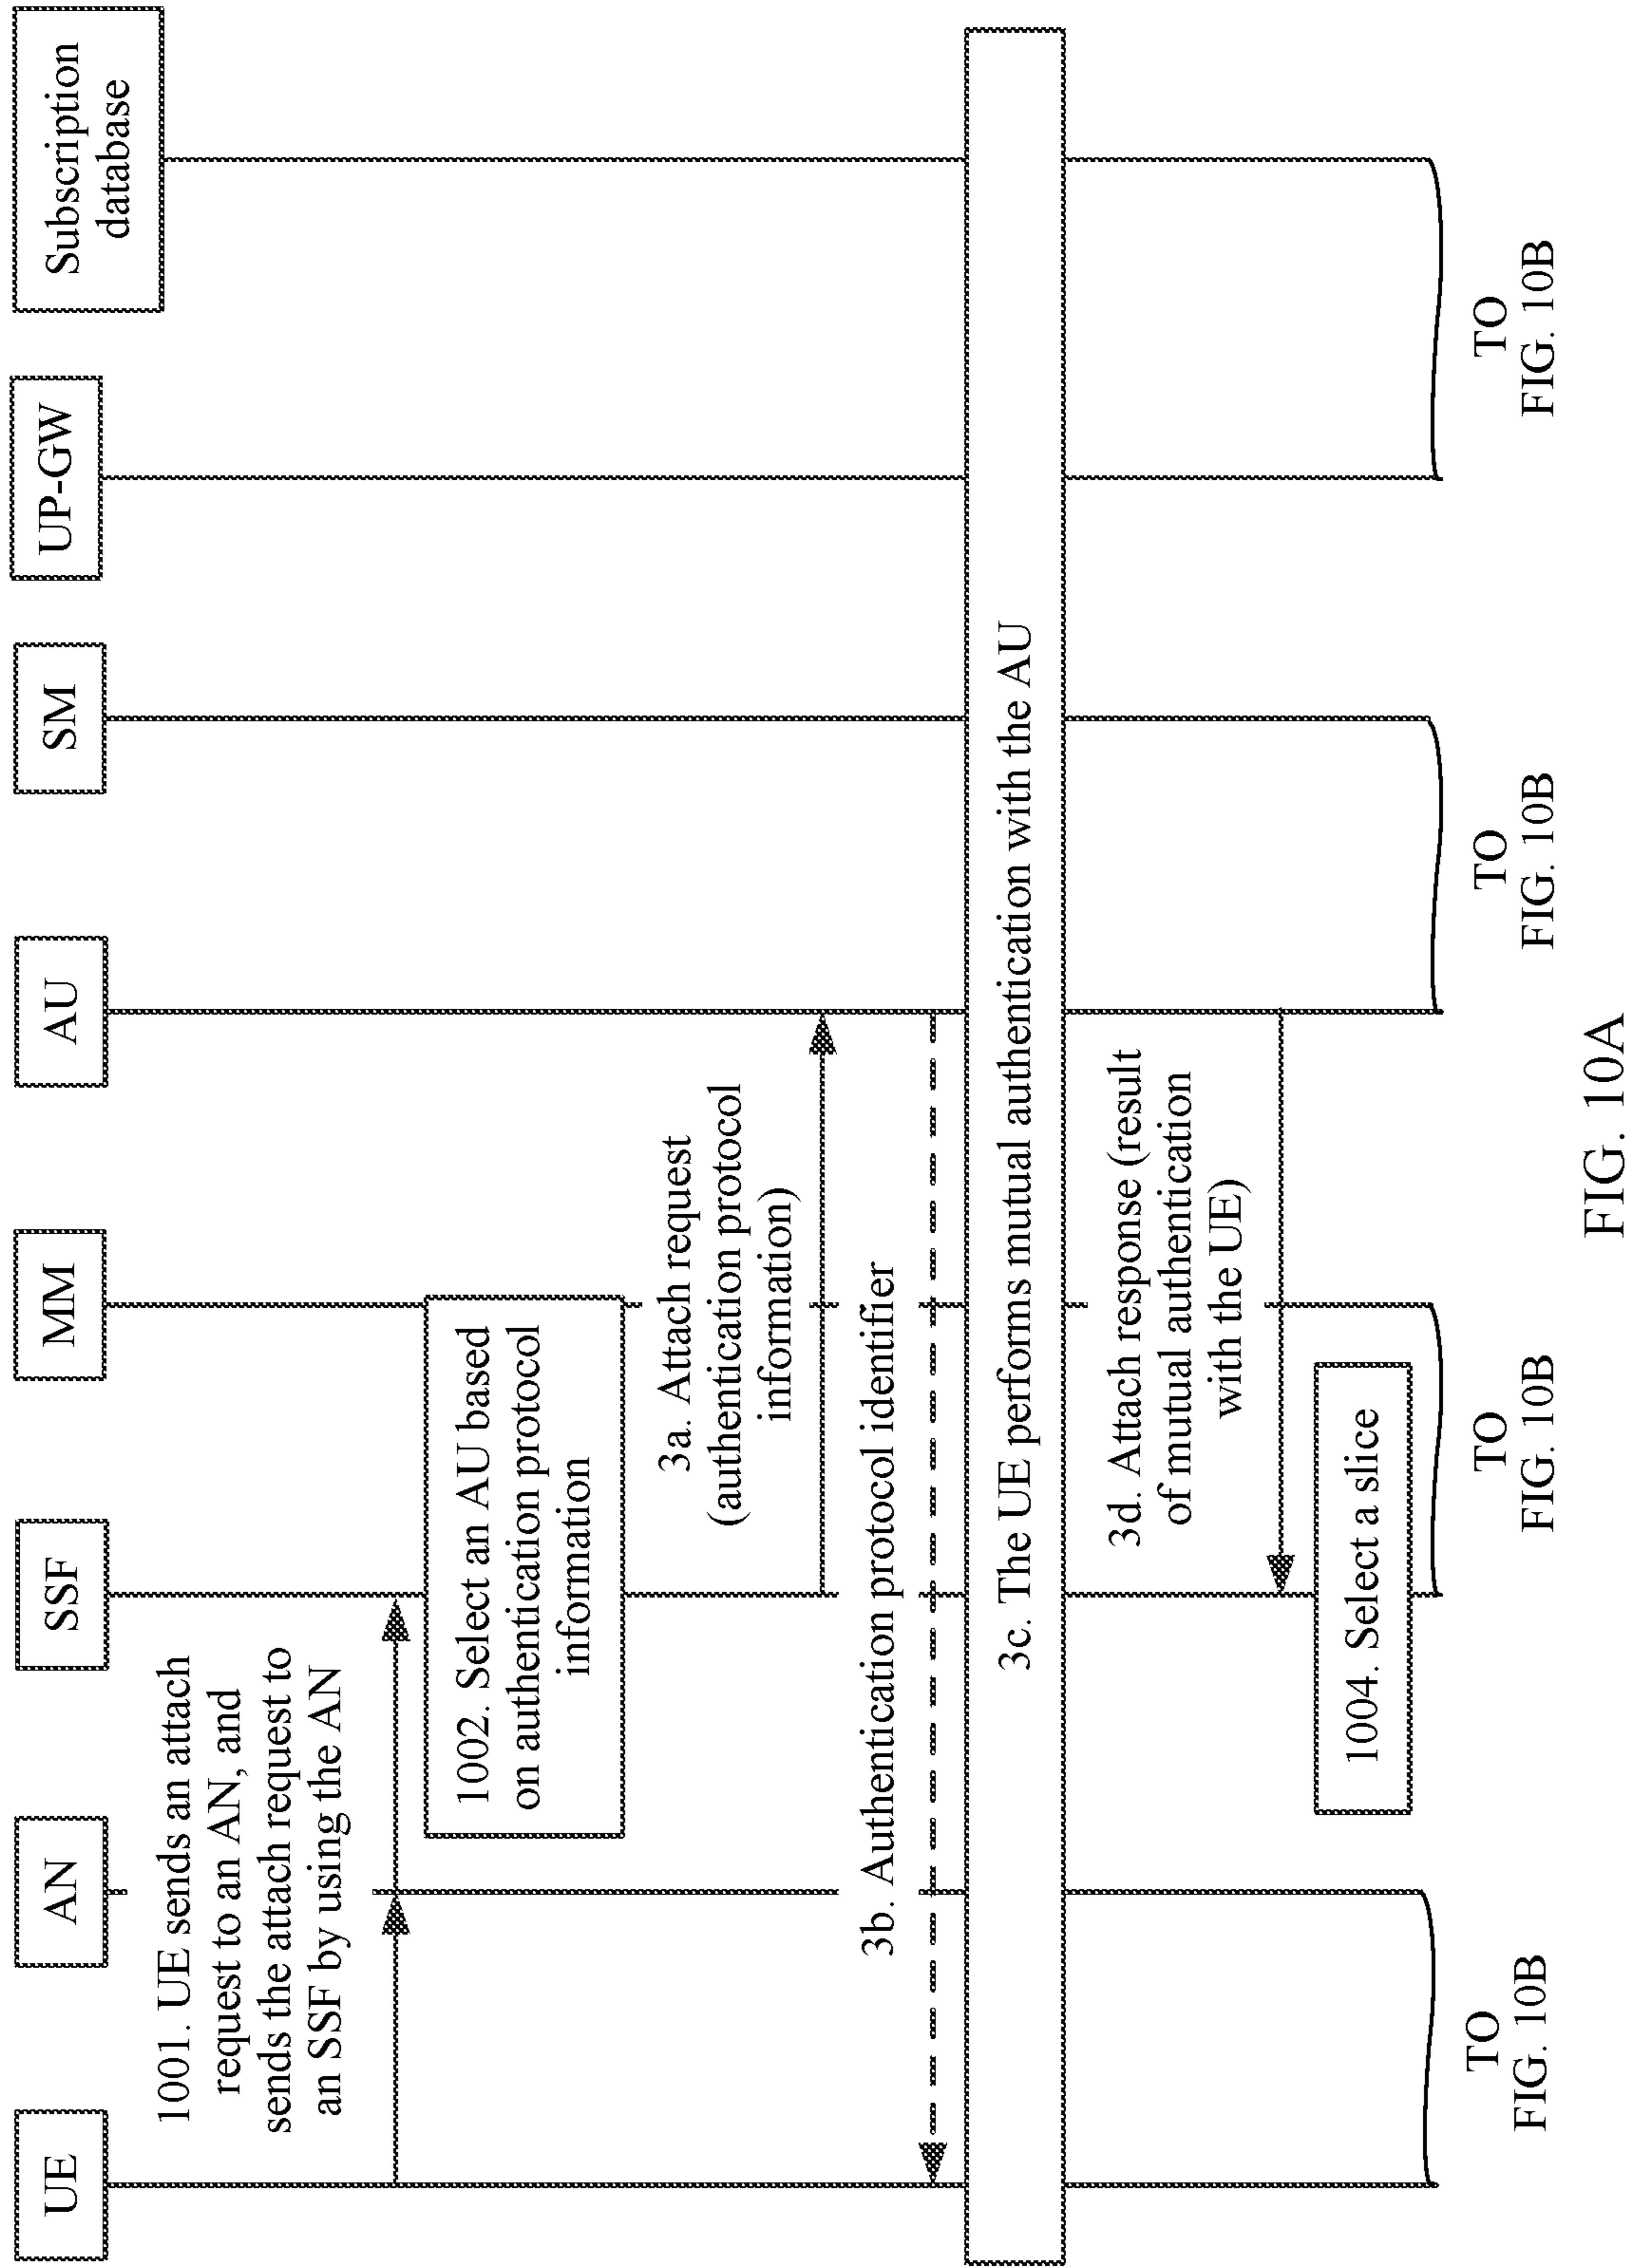 UE
AN
SSF
MM
AU
SM
UP-GW
Subscription
database
1001. UE sends an attach
request to an AN, and
sends the attach request to
an SSF by using the AN
1002. Select an AU based
on authentication protocol
information
3a. Attach request
(authentication protocol
information)
3b. Authentication protocol identifier
3c. The UE performs mutual authentication with the AU
3d. Attach response (result
of mutual authentication
with the UE)
1004. Select a slice
TO
FIG. 10B
TO
FIG. 10B
TO
FIG. 10B
TO
FIG. 10B
FIG. 10A